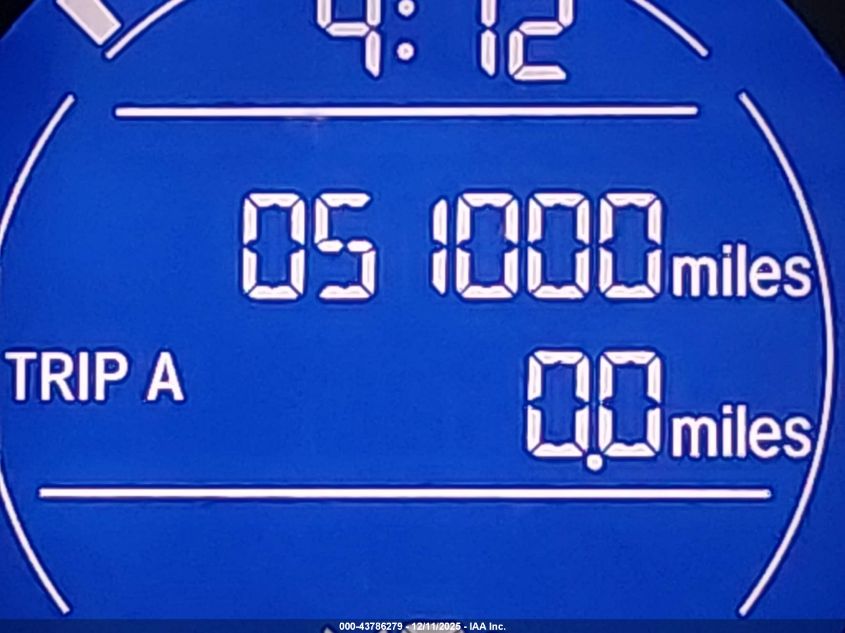 4:12
051000 miles
TRIP A 0.0 miles
000-43786279 - 12/11/2025 - IAA Inc.